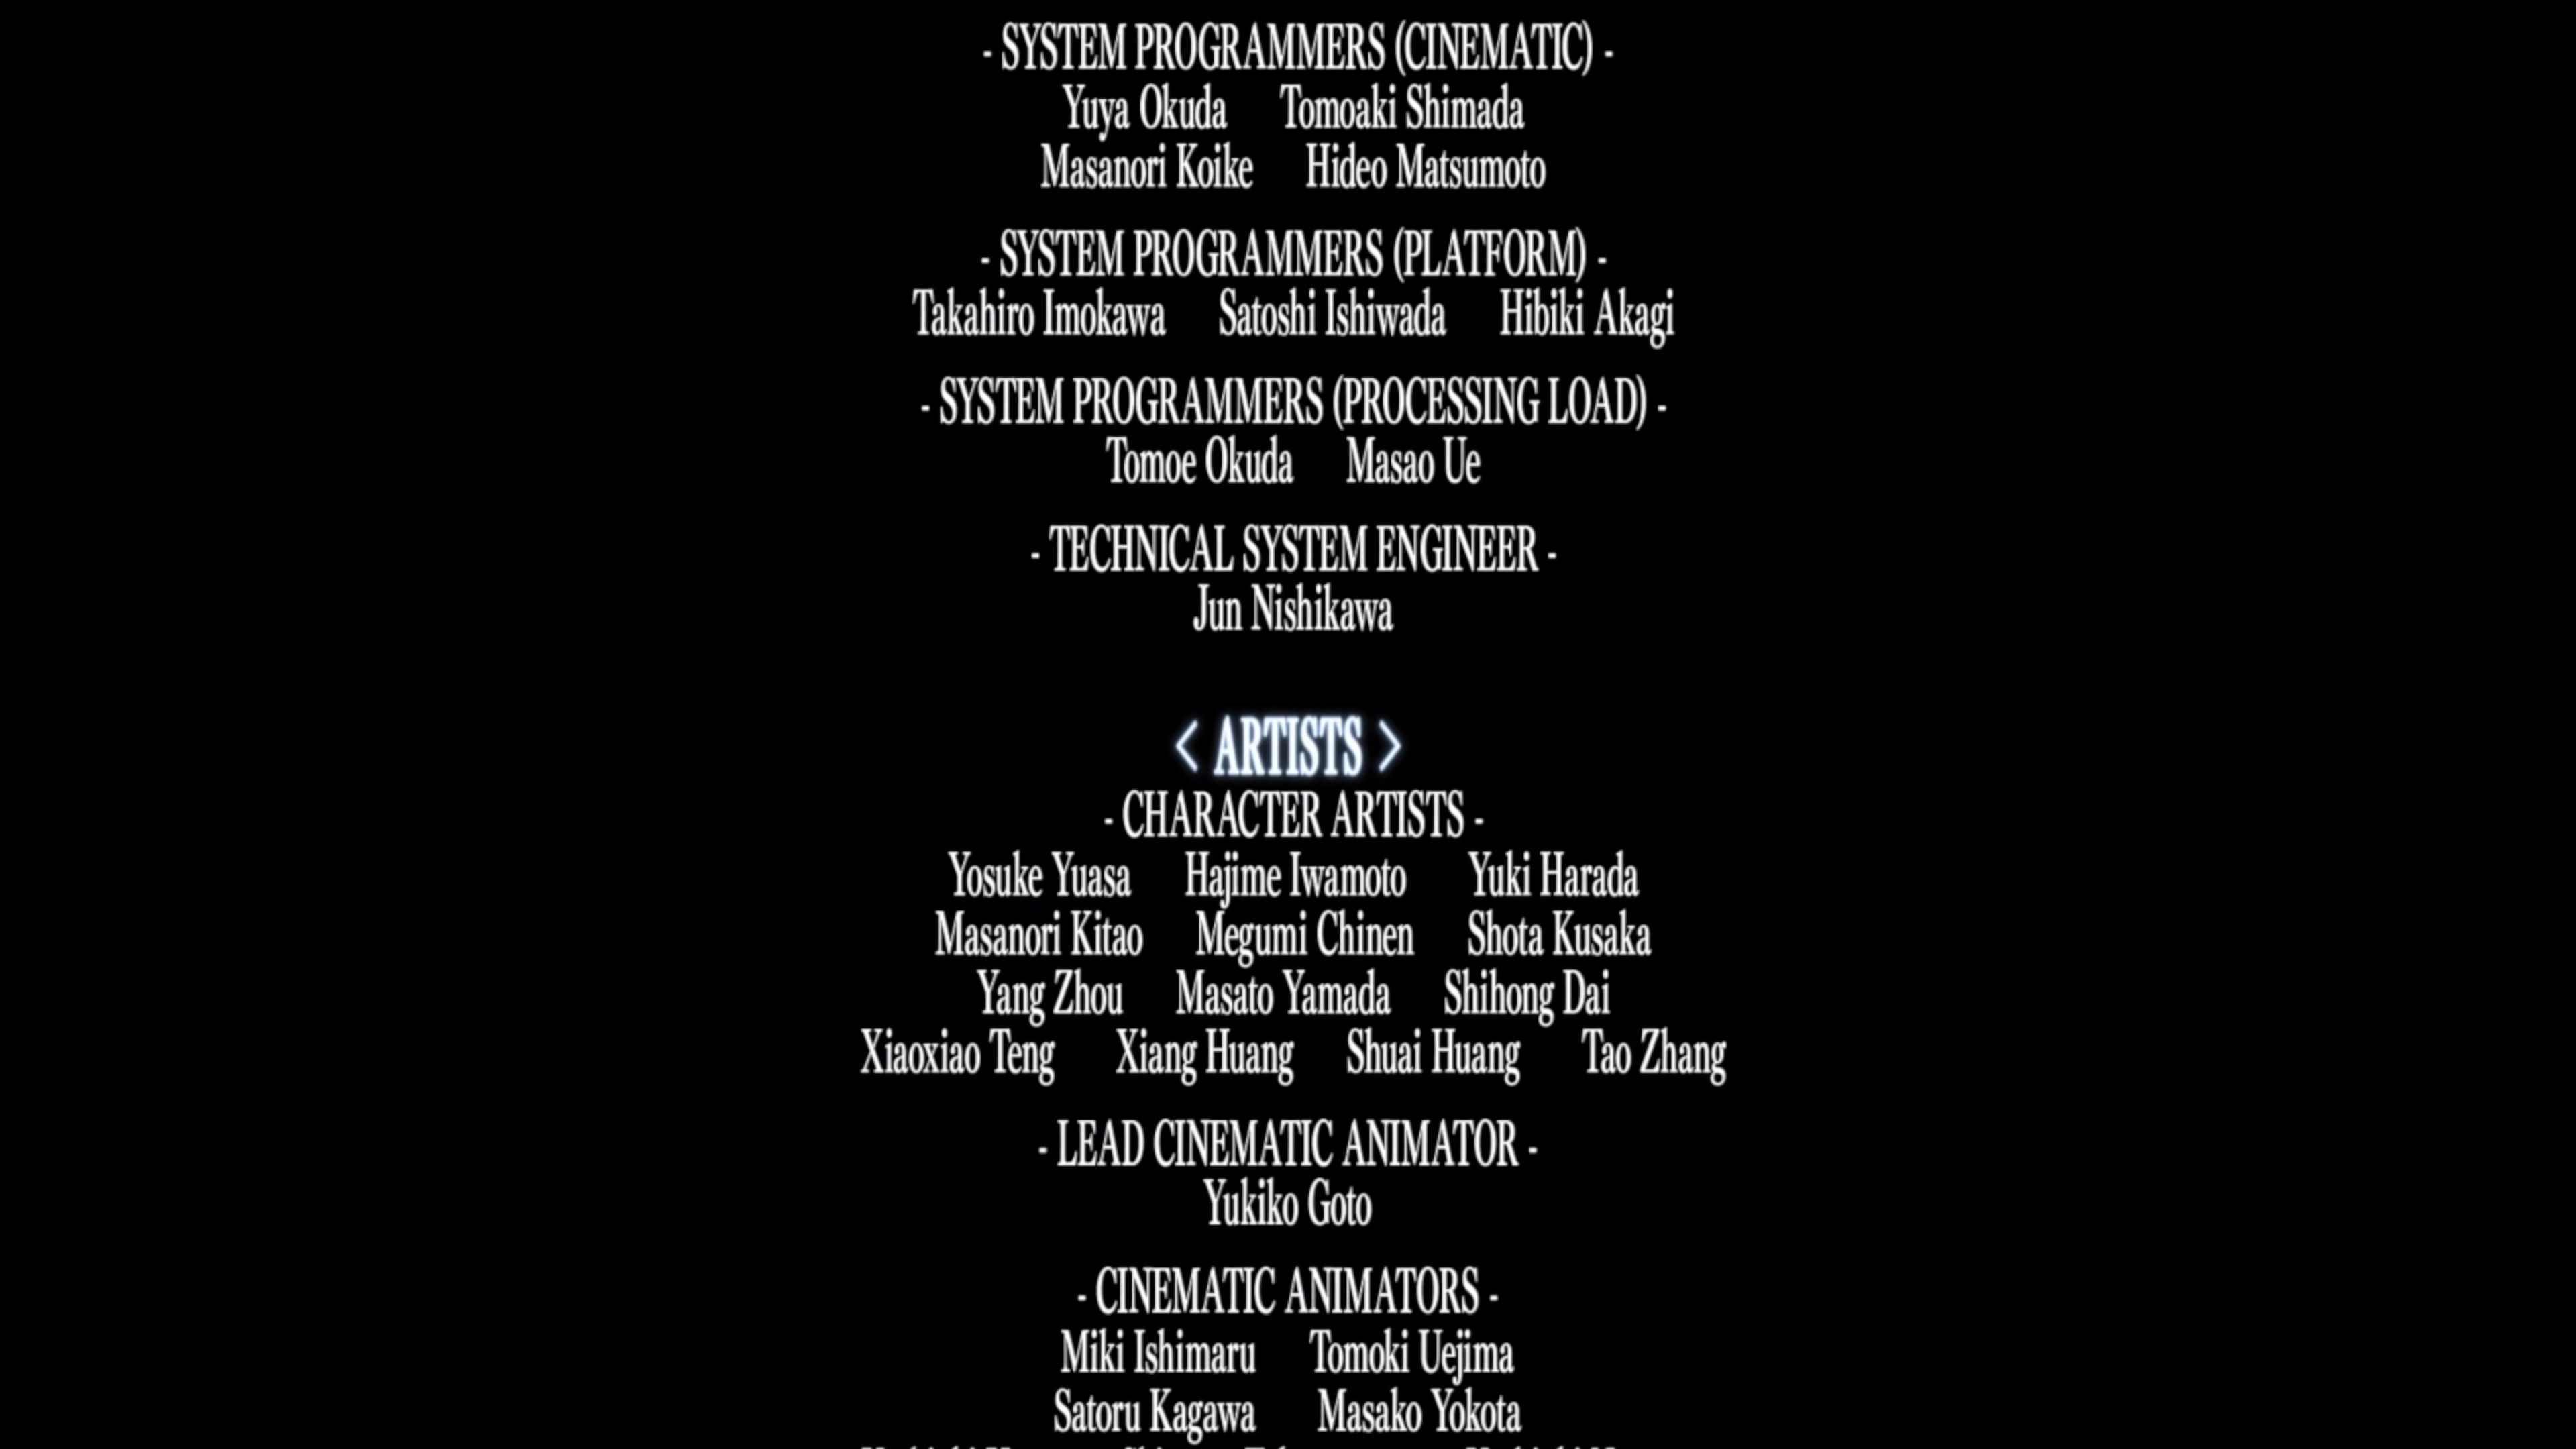 - SYSTEM PROGRAMMERS (CINEMATIC) -
Yuya Okuda Tomoaki Shimada
Masanori Koike Hideo Matsumoto
- SYSTEM PROGRAMMERS (PLATFORM) -
Takahiro Imokawa Satoshi Ishiwada Hibiki Akagi
- SYSTEM PROGRAMMERS (PROCESSING LOAD) -
Tomoe Okuda Masao Ue
- TECHNICAL SYSTEM ENGINEER -
Jun Nishikawa
< ARTISTS >
- CHARACTER ARTISTS -
Yosuke Yuasa Hajime Iwamoto Yuki Harada
Masanori Kitao Megumi Chinen Shota Kusaka
Yang Zhou Masato Yamada Shihong Dai
Xiaoxiao Teng Xiang Huang Shuai Huang Tao Zhang
- LEAD CINEMATIC ANIMATOR -
Yukiko Goto
- CINEMATIC ANIMATORS -
Miki Ishimaru Tomoki Uejima
Satoru Kagawa Masako Yokota